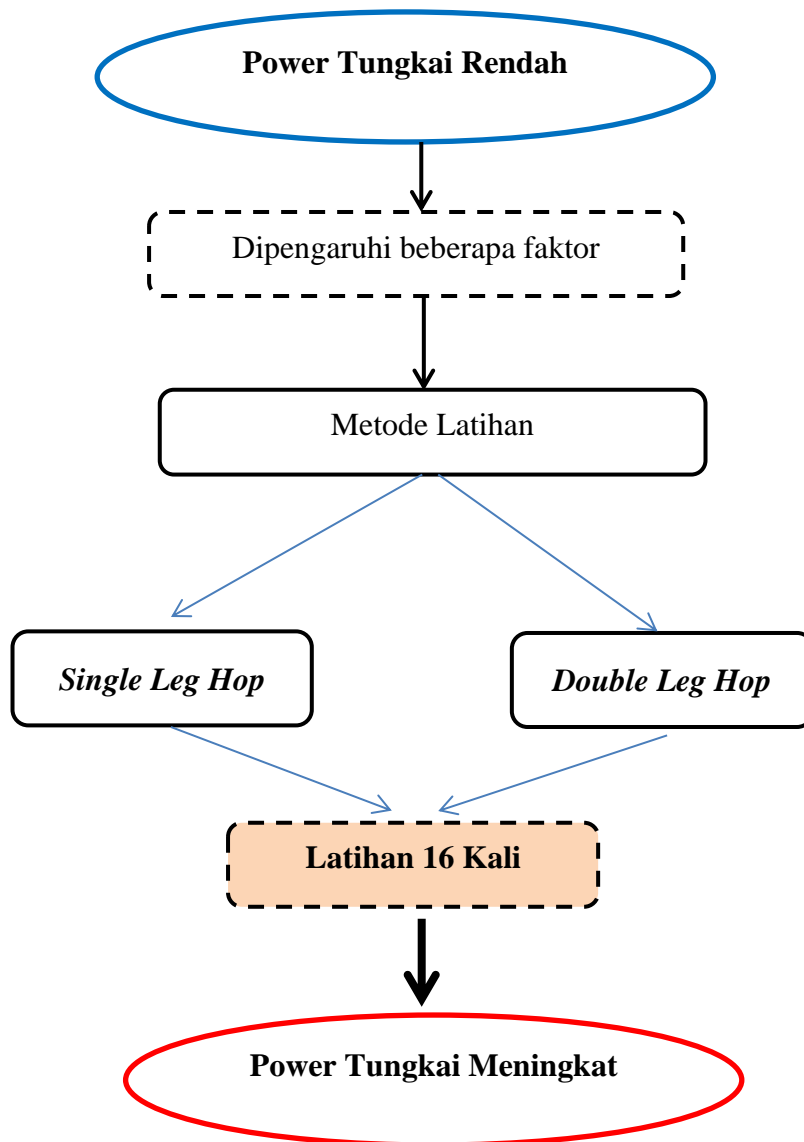 Power Tungkai Rendah
Dipengaruhi beberapa faktor
Metode Latihan
Single Leg Hop
Double Leg Hop
Latihan 16 Kali
Power Tungkai Meningkat